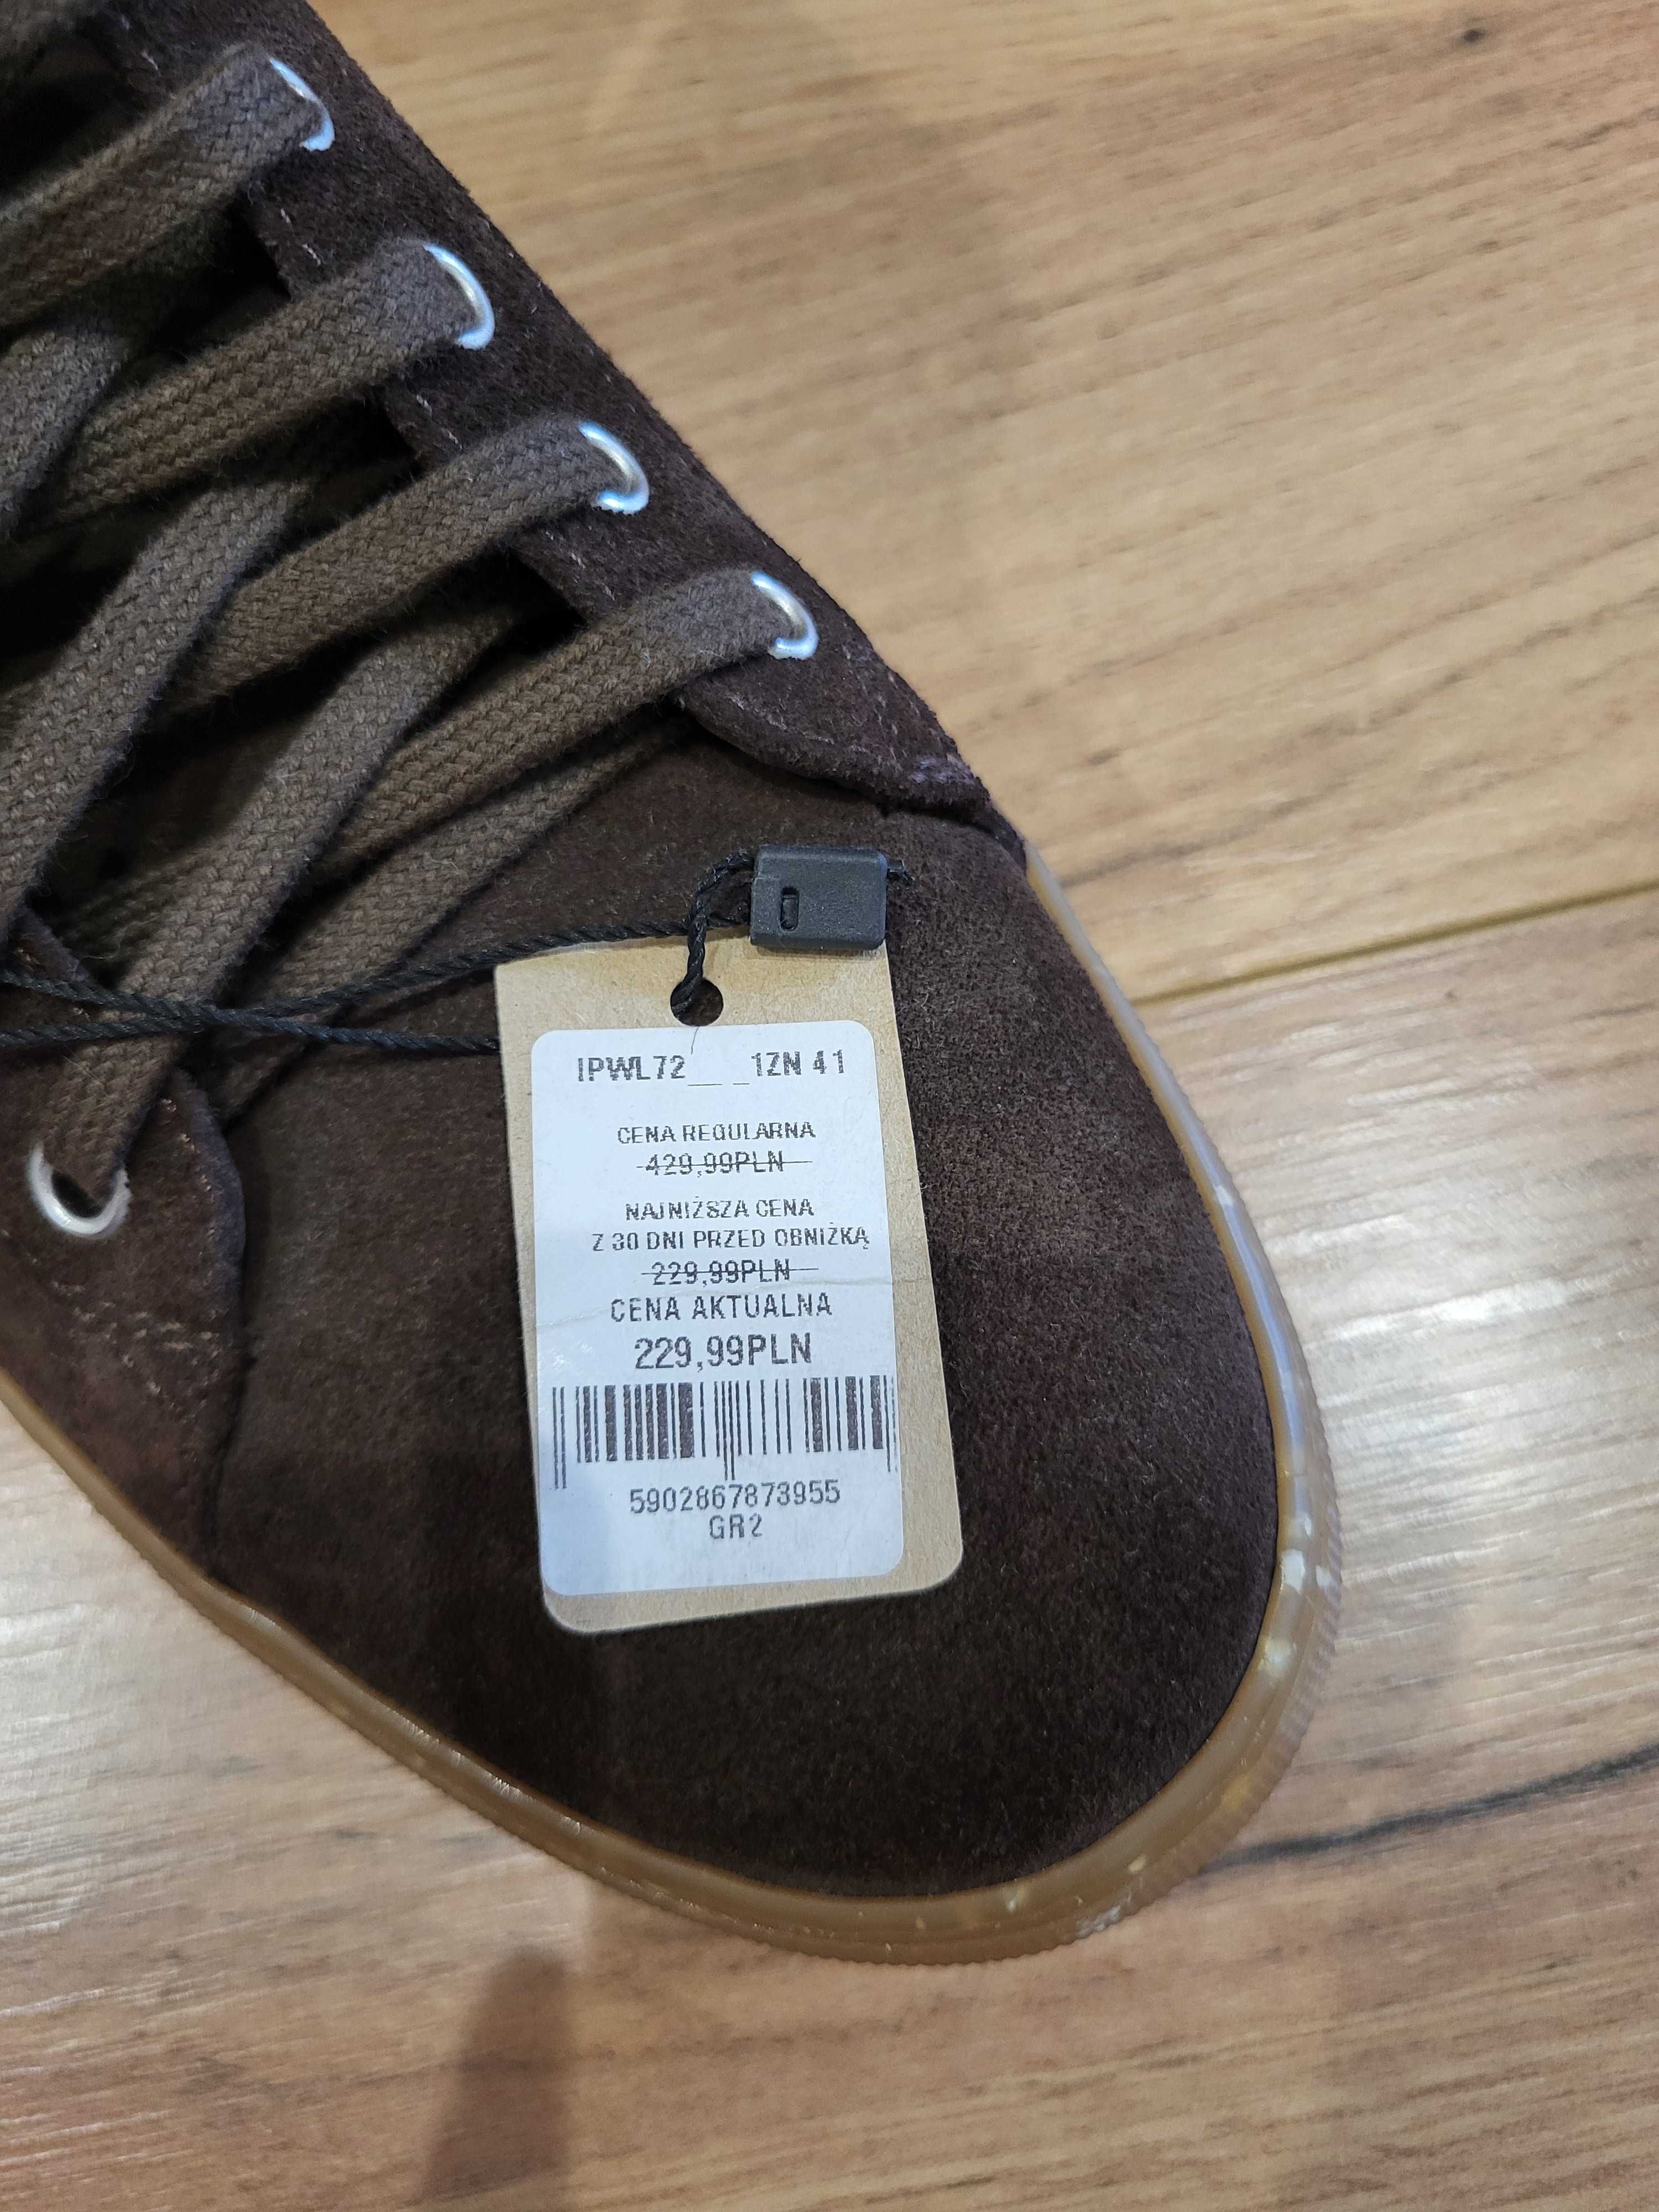 IPWL72__ _1ZN 41
CENA REGULARNA
429,99PLN
NAJNIŻSZA CENA
Z 30 DNI PRZED OBNIŻKĄ
229,99PLN
CENA AKTUALNA
229,99PLN
5902867873955
GR2